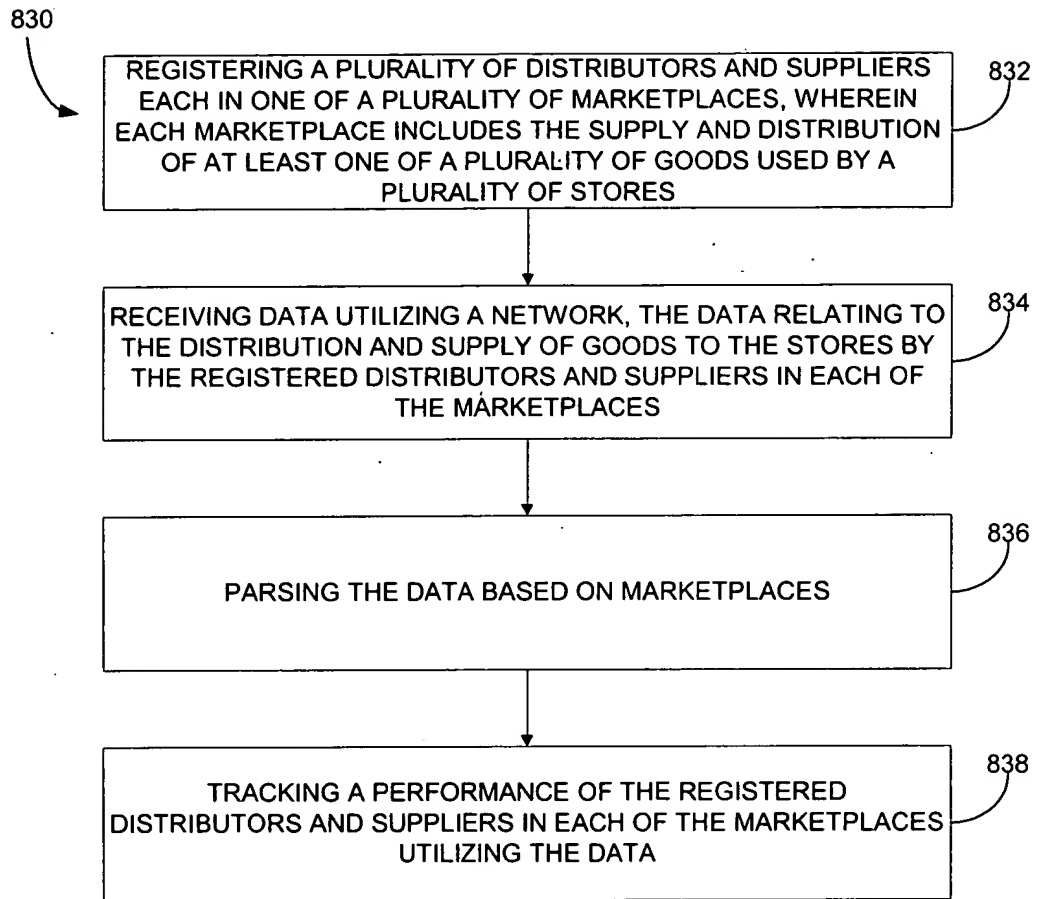 830
REGISTERING A PLURALITY OF DISTRIBUTORS AND SUPPLIERS
EACH IN ONE OF A PLURALITY OF MARKETPLACES, WHEREIN
EACH MARKETPLACE INCLUDES THE SUPPLY AND DISTRIBUTION
OF AT LEAST ONE OF A PLURALITY OF GOODS USED BY A
PLURALITY OF STORES
832
RECEIVING DATA UTILIZING A NETWORK, THE DATA RELATING TO
THE DISTRIBUTION AND SUPPLY OF GOODS TO THE STORES BY
THE REGISTERED DISTRIBUTORS AND SUPPLIERS IN EACH OF
THE MARKETPLACES
834
PARSING THE DATA BASED ON MARKETPLACES
836
TRACKING A PERFORMANCE OF THE REGISTERED
DISTRIBUTORS AND SUPPLIERS IN EACH OF THE MARKETPLACES
UTILIZING THE DATA
838